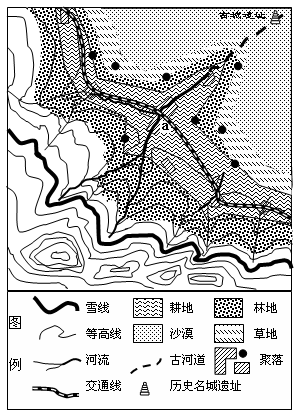 古城遗址
a
图例
雪线 耕地 林地
等高线 沙漠 草地
河流 古河道 聚落
交通线 历史名城遗址